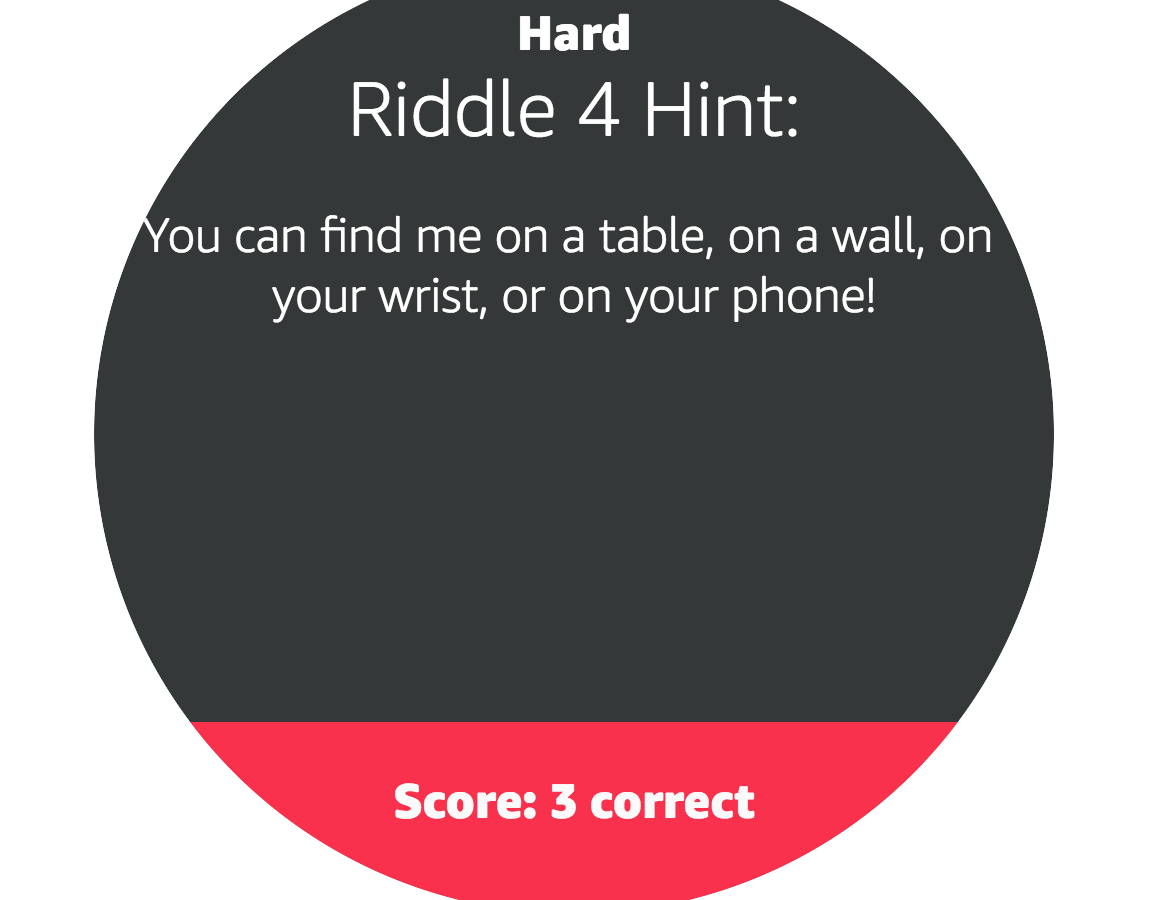 Hard
Riddle 4 Hint:
You can find me on a table, on a wall, on
your wrist, or on your phone!
Score: 3 correct